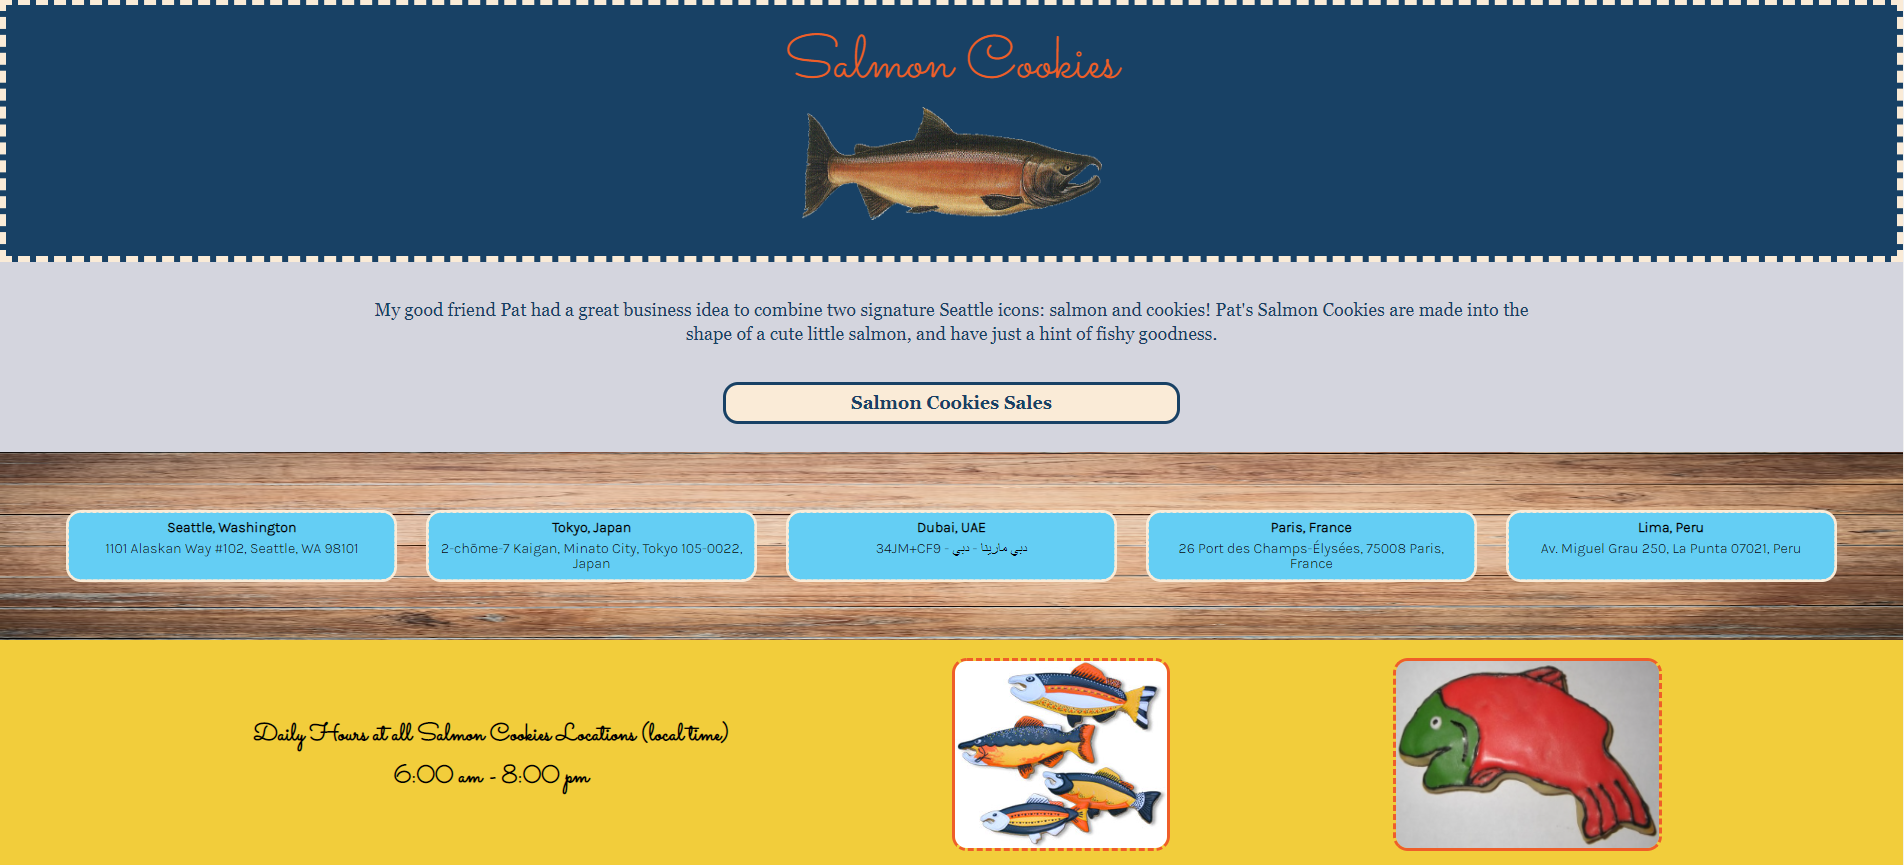 Salmon Cookies
My good friend Pat had a great business idea to combine two signature Seattle icons: salmon and cookies! Pat's Salmon Cookies are made into the
shape of a cute little salmon, and have just a hint of fishy goodness.
Salmon Cookies Sales
Seattle, Washington
1101 Alaskan Way #102, Seattle, WA 98101
Tokyo, Japan
2-chōme-7 Kaigan, Minato City, Tokyo 105-0022,
Japan
Dubai, UAE
34JM+CF9 - دبي مارينا - دبي
Paris, France
26 Port des Champs-Élysées, 75008 Paris,
France
Lima, Peru
Av. Miguel Grau 250, La Punta 07021, Peru
Daily Hours at all Salmon Cookies Locations (local time)
6:00 am - 8:00 pm